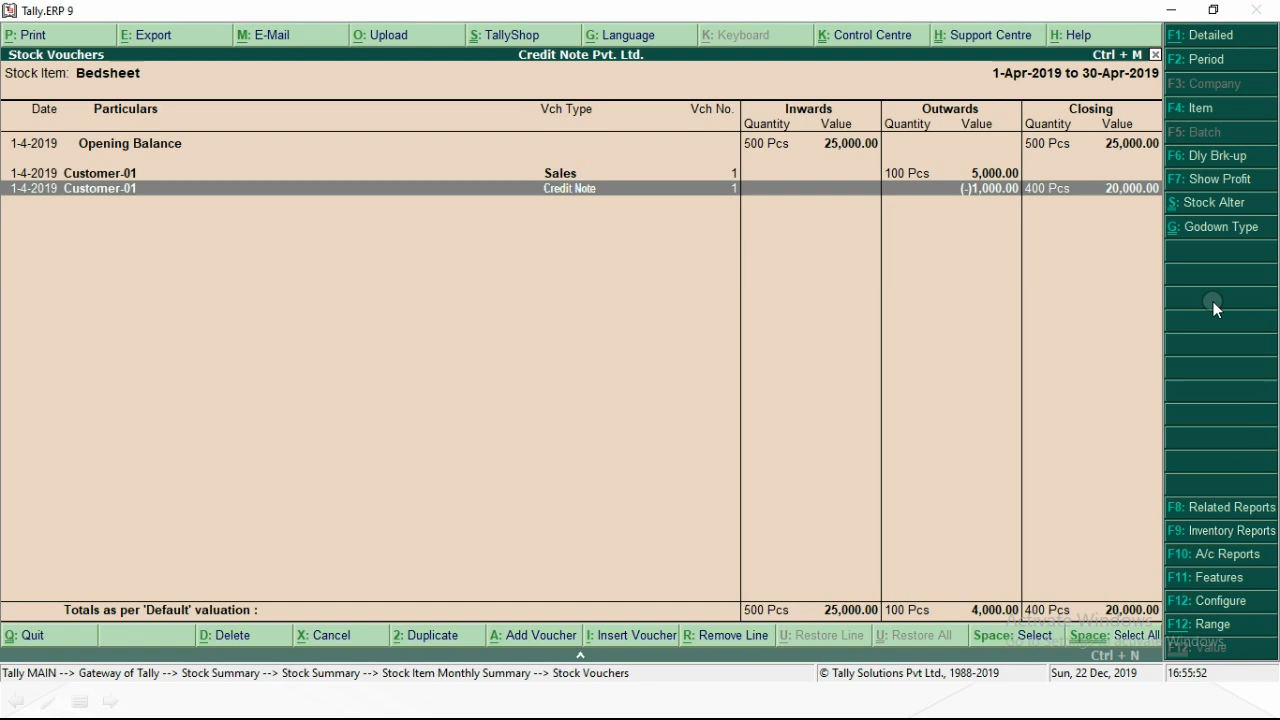 Tally.ERP 9
P: Print E: Export M: E-Mail O: Upload S: TallyShop G: Language K: Keyboard K: Control Centre H: Support Centre H: Help
Stock Vouchers Credit Note Pvt. Ltd. Ctrl + M
Stock Item: Bedsheet 1-Apr-2019 to 30-Apr-2019
Date Particulars Vch Type Vch No. Inwards Outwards Closing
Quantity Value Quantity Value Quantity Value
1-4-2019 Opening Balance 500 Pcs 25,000.00 500 Pcs 25,000.00
1-4-2019 Customer-01 Sales 1 100 Pcs 5,000.00
1-4-2019 Customer-01 Credit Note 1 (-)1,000.00 400 Pcs 20,000.00
Totals as per 'Default' valuation : 500 Pcs 25,000.00 100 Pcs 4,000.00 400 Pcs 20,000.00
F1: Detailed
F2: Period
F3: Company
F4: Item
F5: Batch
F6: Dly Brk-up
F7: Show Profit
S: Stock Alter
G: Godown Type
F8: Related Reports
F9: Inventory Reports
F10: A/c Reports
F11: Features
F12: Configure
F12: Range
F12: Value
Activate Windows
Q: Quit D: Delete X: Cancel 2: Duplicate A: Add Voucher I: Insert Voucher R: Remove Line U: Restore Line U: Restore All Space: Select Space: Select All
Ctrl + N
Tally MAIN --> Gateway of Tally --> Stock Summary --> Stock Summary --> Stock Item Monthly Summary --> Stock Vouchers © Tally Solutions Pvt Ltd., 1988-2019 Sun, 22 Dec, 2019 16:55:52